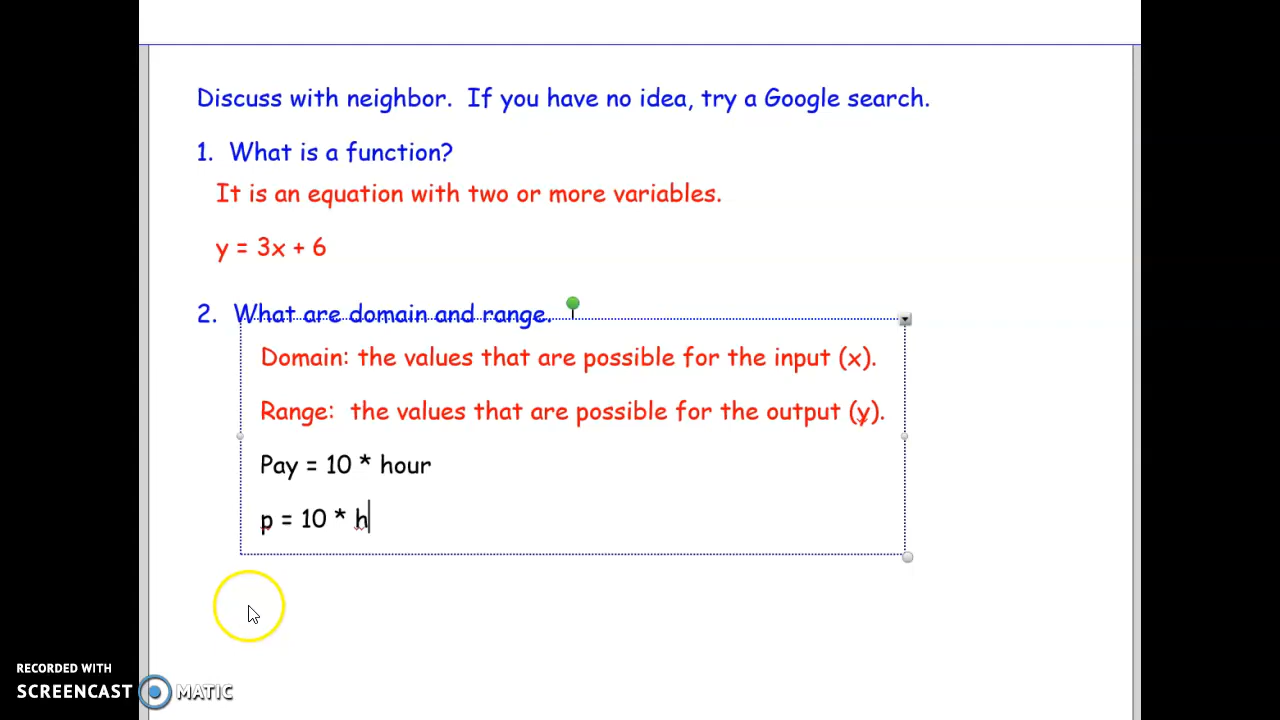 Discuss with neighbor. If you have no idea, try a Google search.
1. What is a function?
It is an equation with two or more variables.
y = 3x + 6
2. What are domain and range.
Domain: the values that are possible for the input (x).
Range: the values that are possible for the output (y).
Pay = 10 * hour
p = 10 * h
RECORDED WITH
SCREENCAST MATIC